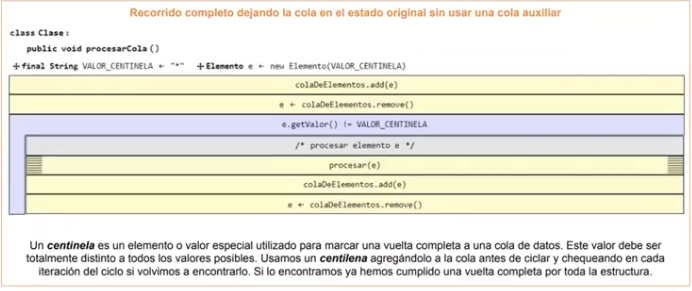 Recorrido completo dejando la cola en el estado original sin usar una cola auxiliar
class Clase:
public void procesarCola()
✢final String VALOR_CENTINELA ← "*" ✢Elemento e ← new Elemento(VALOR_CENTINELA)
colaDeElementos.add(e)
e ← colaDeElementos.remove()
e.getValor() != VALOR_CENTINELA
/* procesar elemento e */
procesar(e)
colaDeElementos.add(e)
e ← colaDeElementos.remove()
Un centinela es un elemento o valor especial utilizado para marcar una vuelta completa a una cola de datos. Este valor debe ser
totalmente distinto a todos los valores posibles. Usamos un centilena agregándolo a la cola antes de ciclar y chequeando en cada
iteración del ciclo si volvimos a encontrarlo. Si lo encontramos ya hemos cumplido una vuelta completa por toda la estructura.